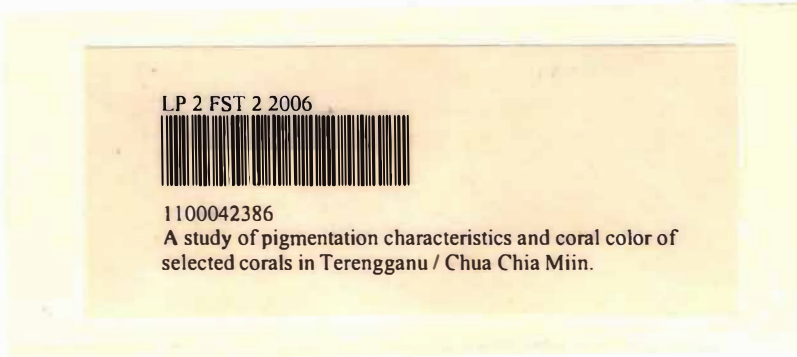 LP 2 FST 2 2006
1100042386
A study of pigmentation characteristics and coral color of
selected corals in Terengganu / Chua Chia Miin.